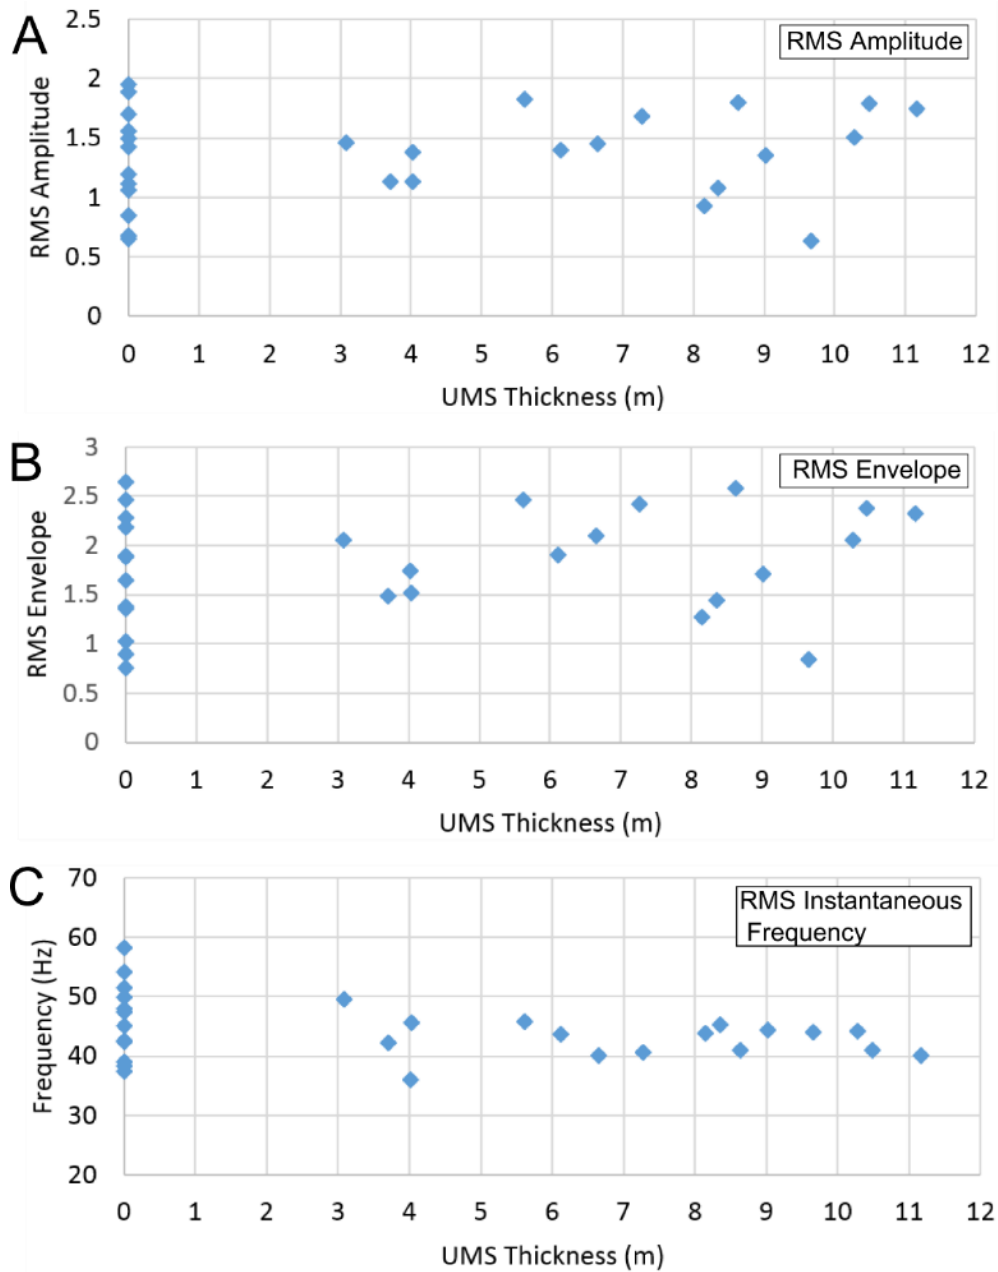 A
RMS Amplitude
RMS Amplitude
2.5
2
1.5
1
0.5
0
0 1 2 3 4 5 6 7 8 9 10 11 12
UMS Thickness (m)
B
RMS Envelope
RMS Envelope
3
2.5
2
1.5
1
0.5
0
0 1 2 3 4 5 6 7 8 9 10 11 12
UMS Thickness (m)
C
RMS Instantaneous
Frequency
Frequency (Hz)
70
60
50
40
30
20
0 1 2 3 4 5 6 7 8 9 10 11 12
UMS Thickness (m)